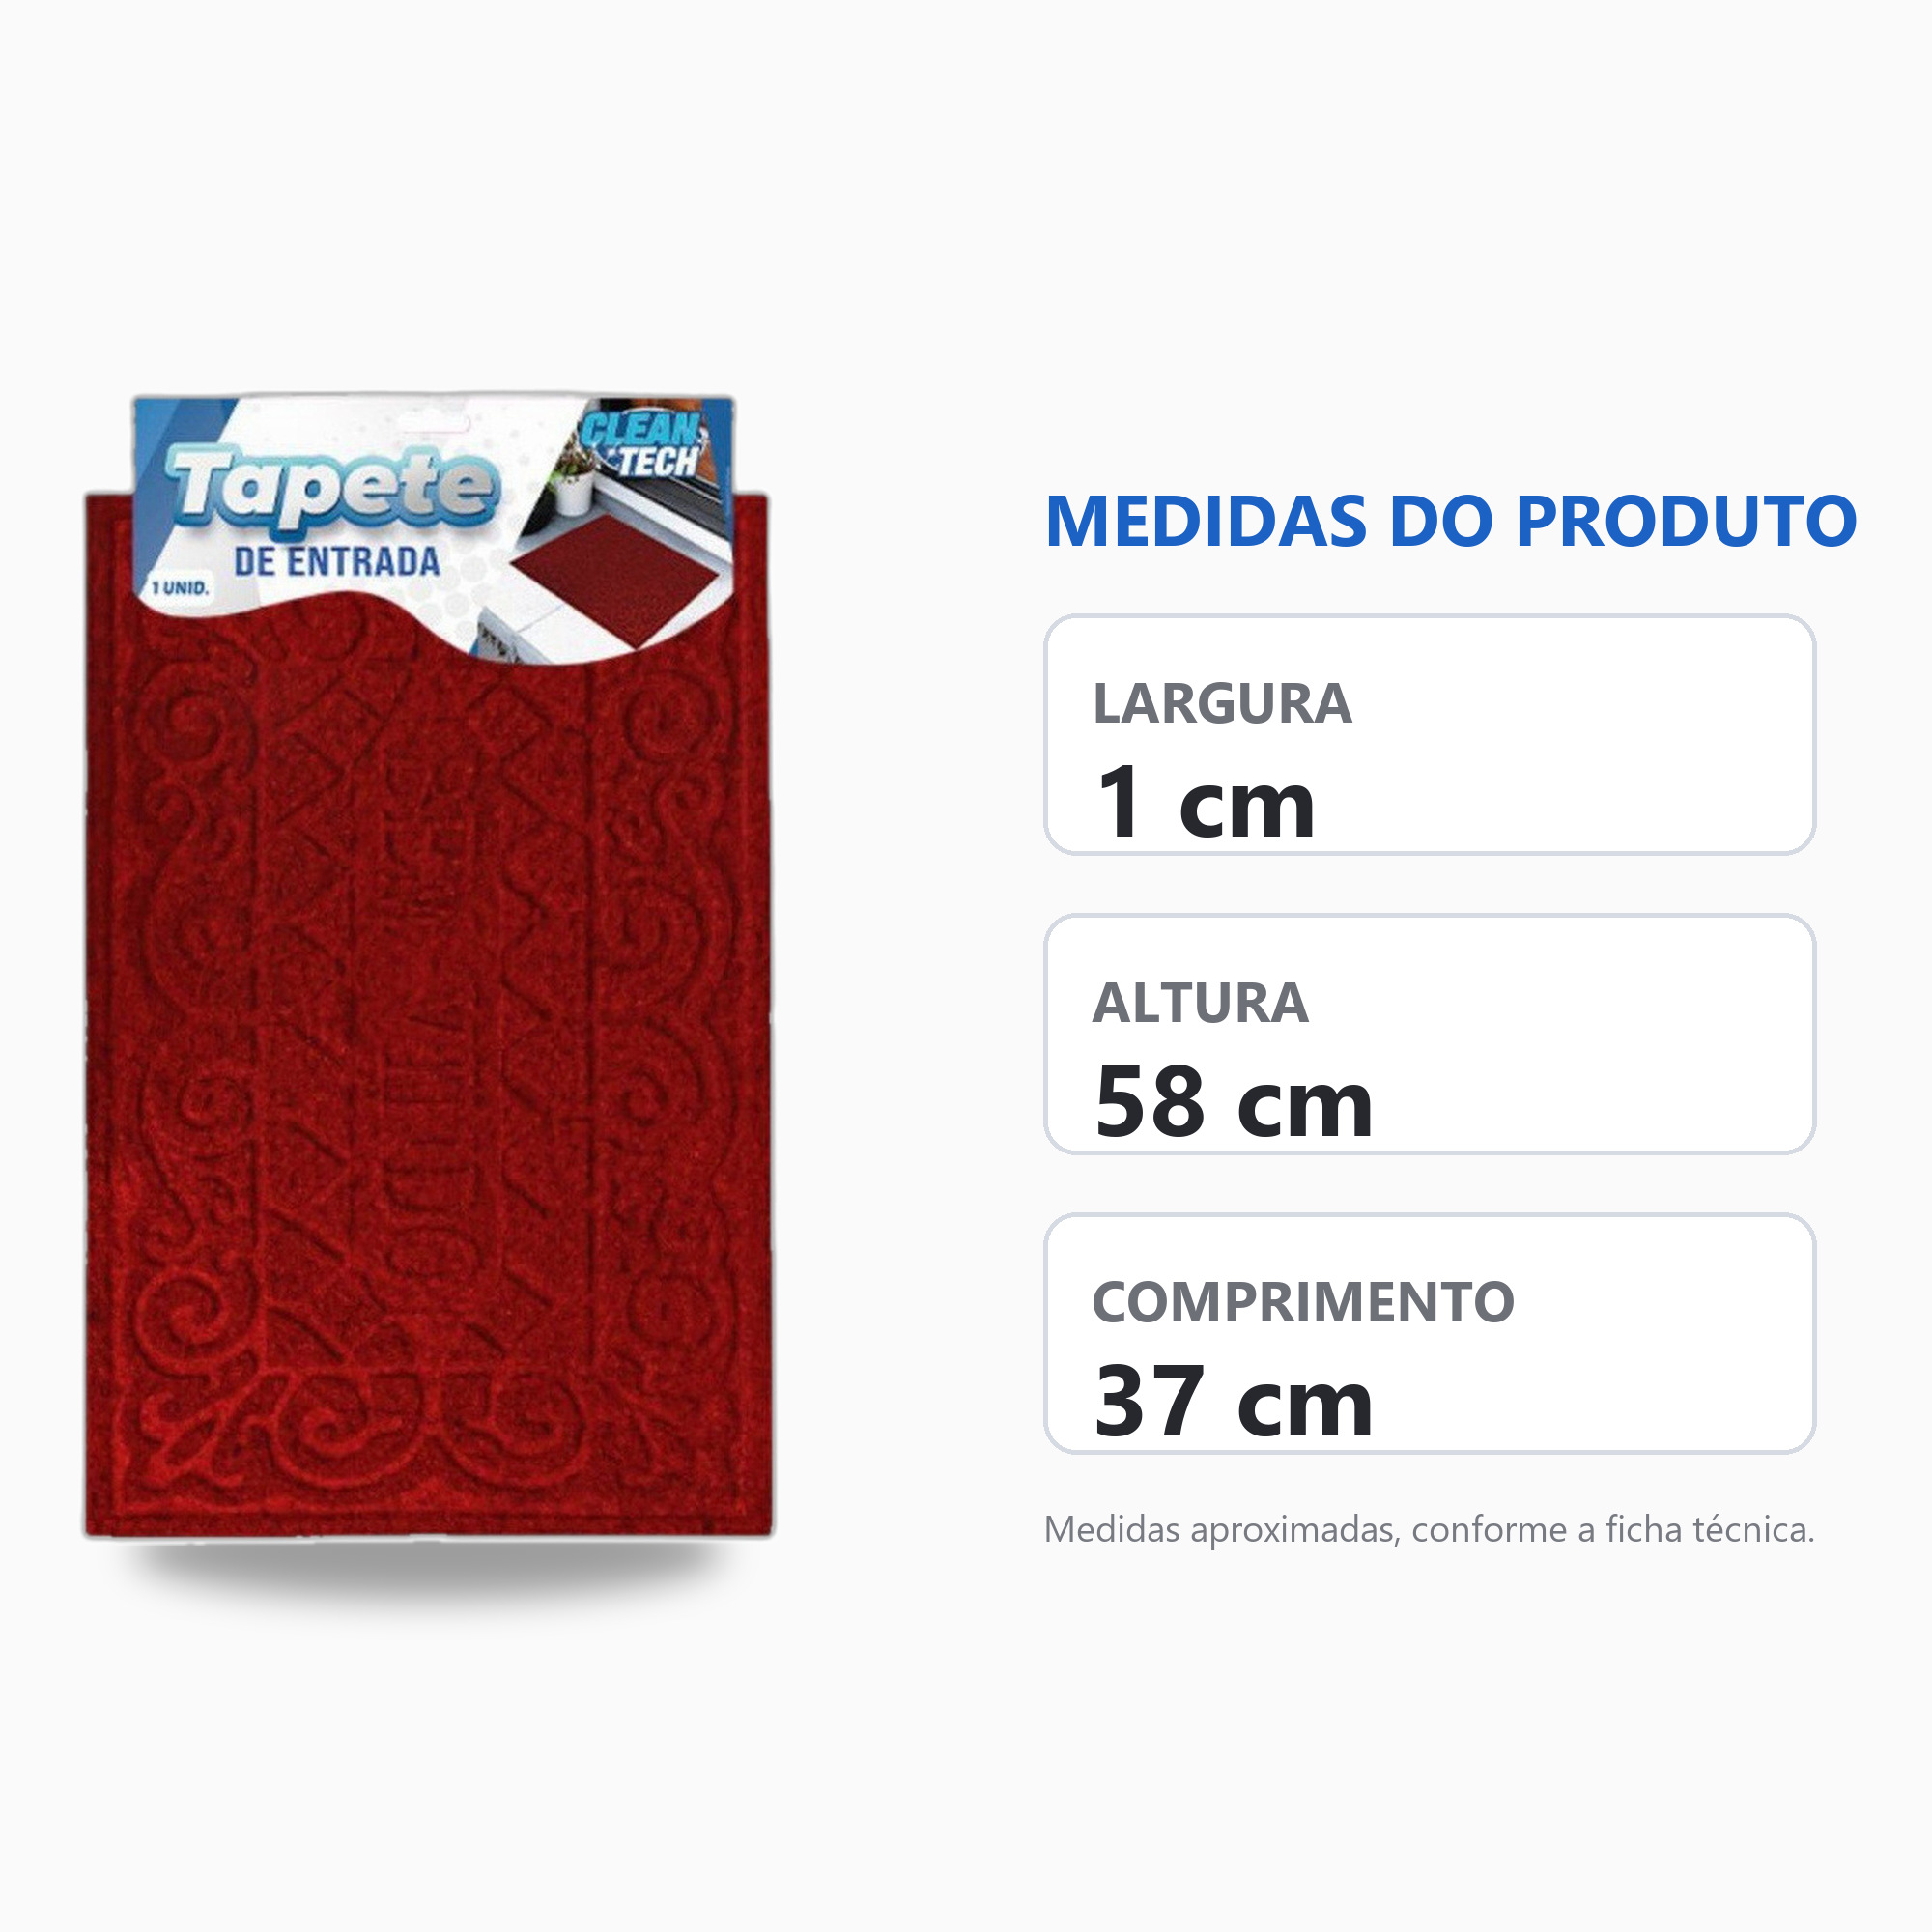 CLEAN
TECH
Tapete
DE ENTRADA
1 UNID.
MEDIDAS DO PRODUTO
LARGURA
1 cm
ALTURA
58 cm
COMPRIMENTO
37 cm
Medidas aproximadas, conforme a ficha técnica.